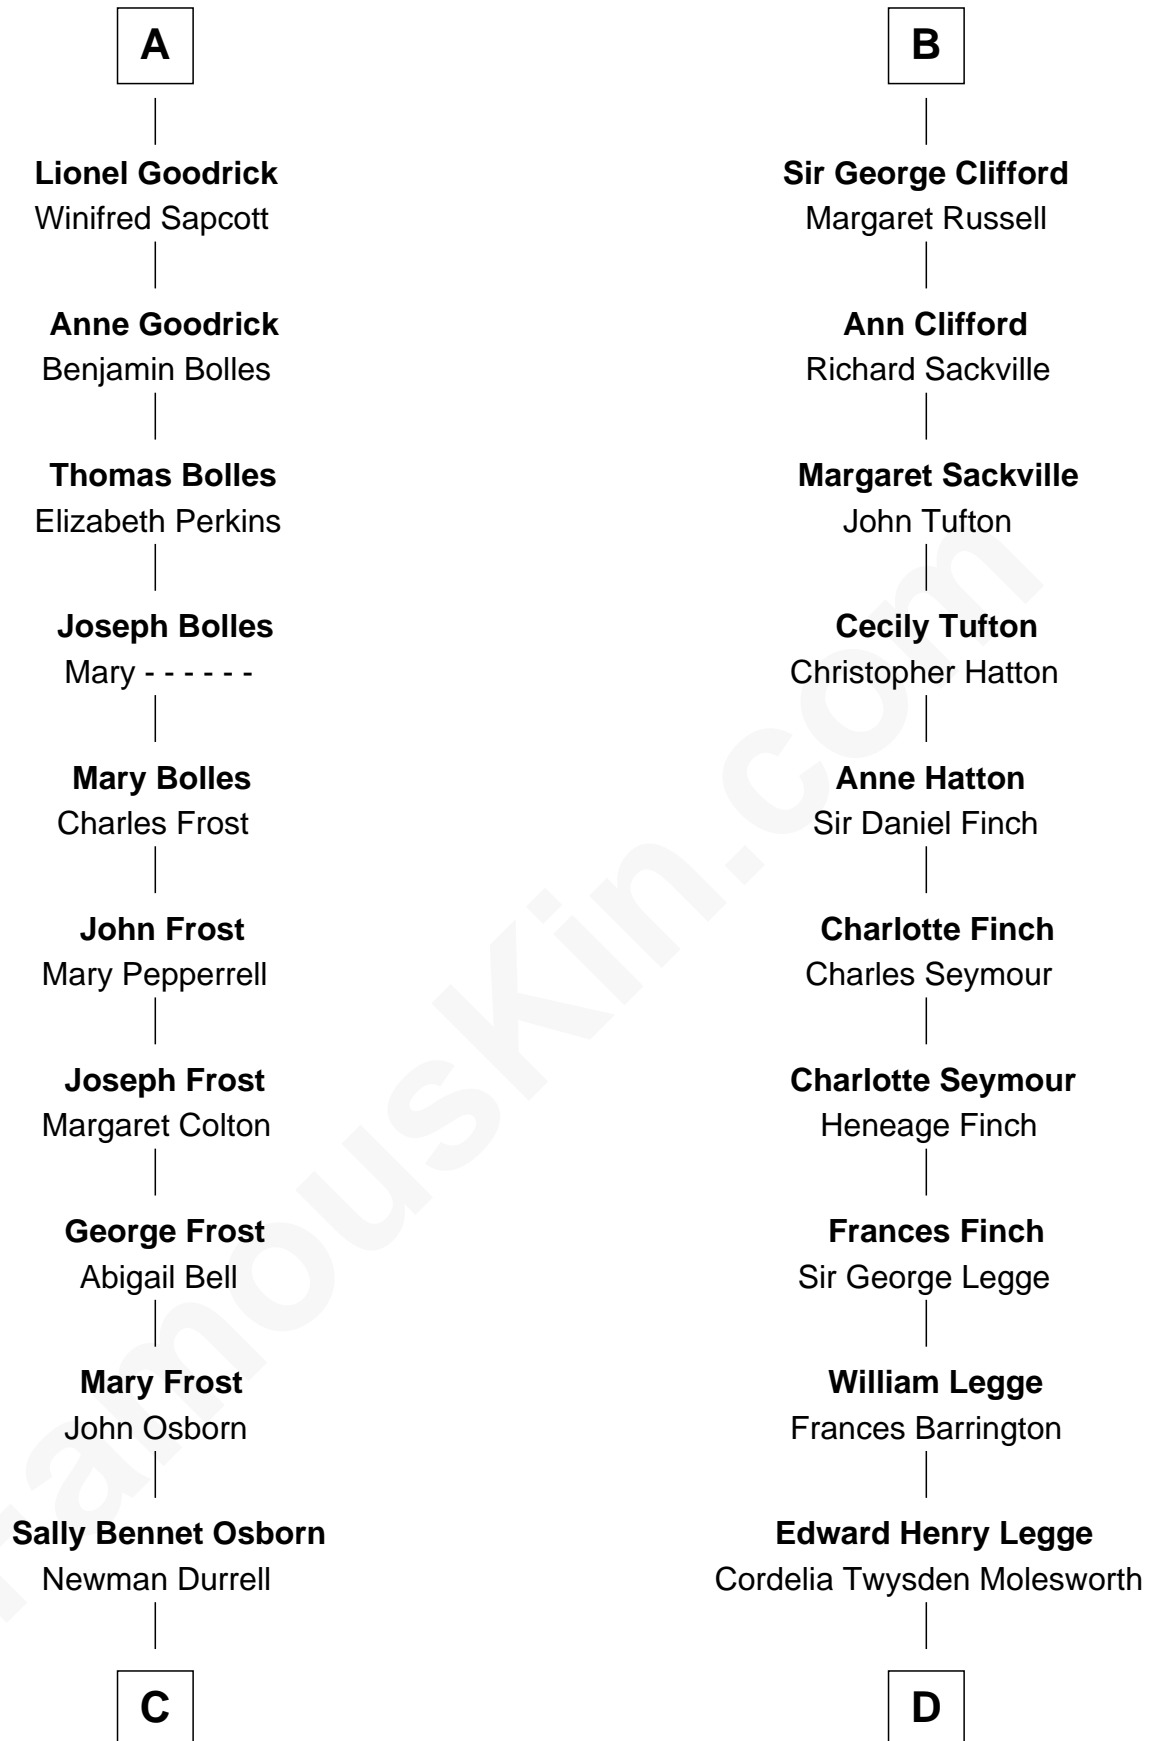 A
Lionel Goodrick
Winifred Sapcott
Anne Goodrick
Benjamin Bolles
Thomas Bolles
Elizabeth Perkins
Joseph Bolles
Mary - - - - - -
Mary Bolles
Charles Frost
John Frost
Mary Pepperrell
Joseph Frost
Margaret Colton
George Frost
Abigail Bell
Mary Frost
John Osborn
Sally Bennet Osborn
Newman Durrell
C
B
Sir George Clifford
Margaret Russell
Ann Clifford
Richard Sackville
Margaret Sackville
John Tufton
Cecily Tufton
Christopher Hatton
Anne Hatton
Sir Daniel Finch
Charlotte Finch
Charles Seymour
Charlotte Seymour
Heneage Finch
Frances Finch
Sir George Legge
William Legge
Frances Barrington
Edward Henry Legge
Cordelia Twysden Molesworth
D
FamousKin.com